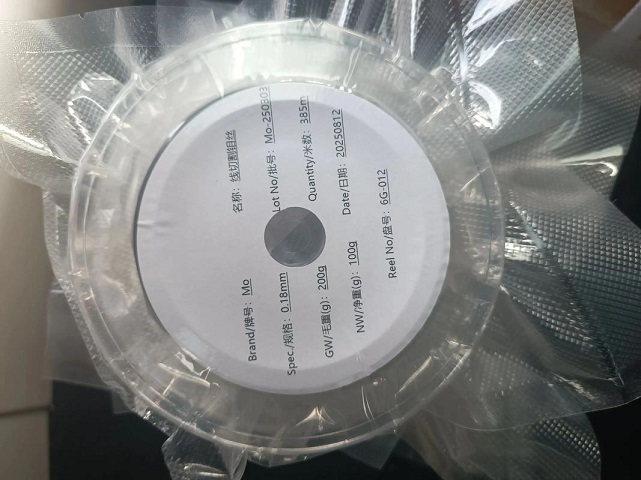 Brand/牌号: Mo 名称: 线切割钼丝
Spec./规格: 0.18mm Lot No/批号: Mo-250303
GW/毛重(g): 200g Quantity/米数: 385m
NW/净重(g): 100g Date/日期: 20250812
Reel No/盘号: 6G-012